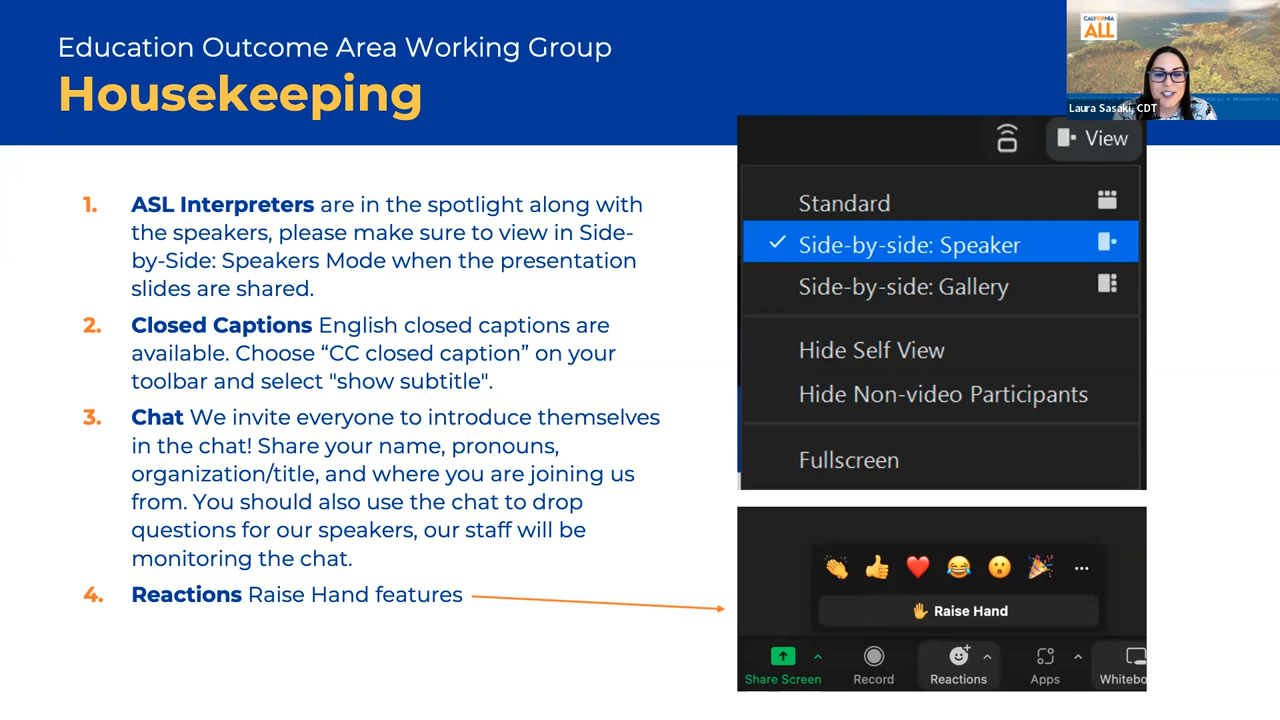 Education Outcome Area Working Group
Housekeeping
CALIFORNIA
ALL
Laura Sasaki, CDT
1. ASL Interpreters are in the spotlight along with
the speakers, please make sure to view in Side-
by-Side: Speakers Mode when the presentation
slides are shared.
2. Closed Captions English closed captions are
available. Choose “CC closed caption” on your
toolbar and select "show subtitle".
3. Chat We invite everyone to introduce themselves
in the chat! Share your name, pronouns,
organization/title, and where you are joining us
from. You should also use the chat to drop
questions for our speakers, our staff will be
monitoring the chat.
4. Reactions Raise Hand features
View
Standard
Side-by-side: Speaker
Side-by-side: Gallery
Hide Self View
Hide Non-video Participants
Fullscreen
Raise Hand
Share Screen
Record
Reactions
Apps
Whitebo